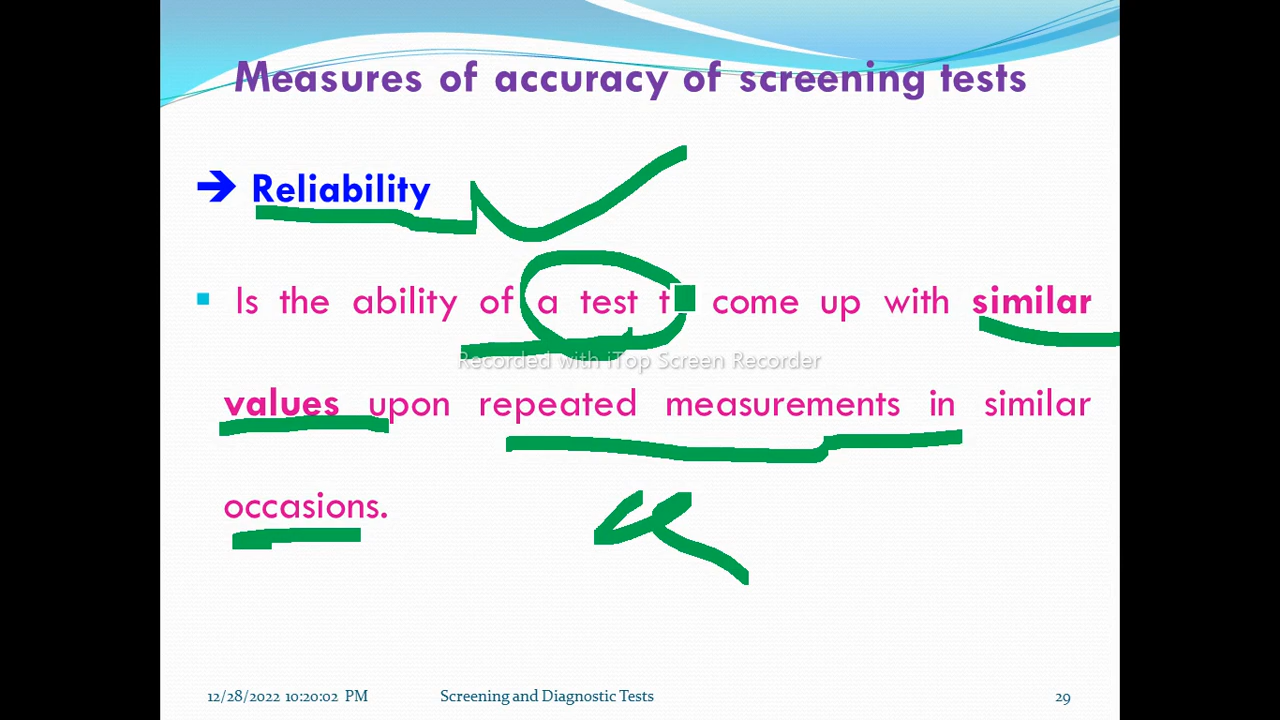 Measures of accuracy of screening tests
➔ Reliability
▪ Is the ability of a test t come up with similar
Recorded with iTop Screen Recorder
values upon repeated measurements in similar
occasions.
12/28/2022 10:20:02 PM Screening and Diagnostic Tests 29